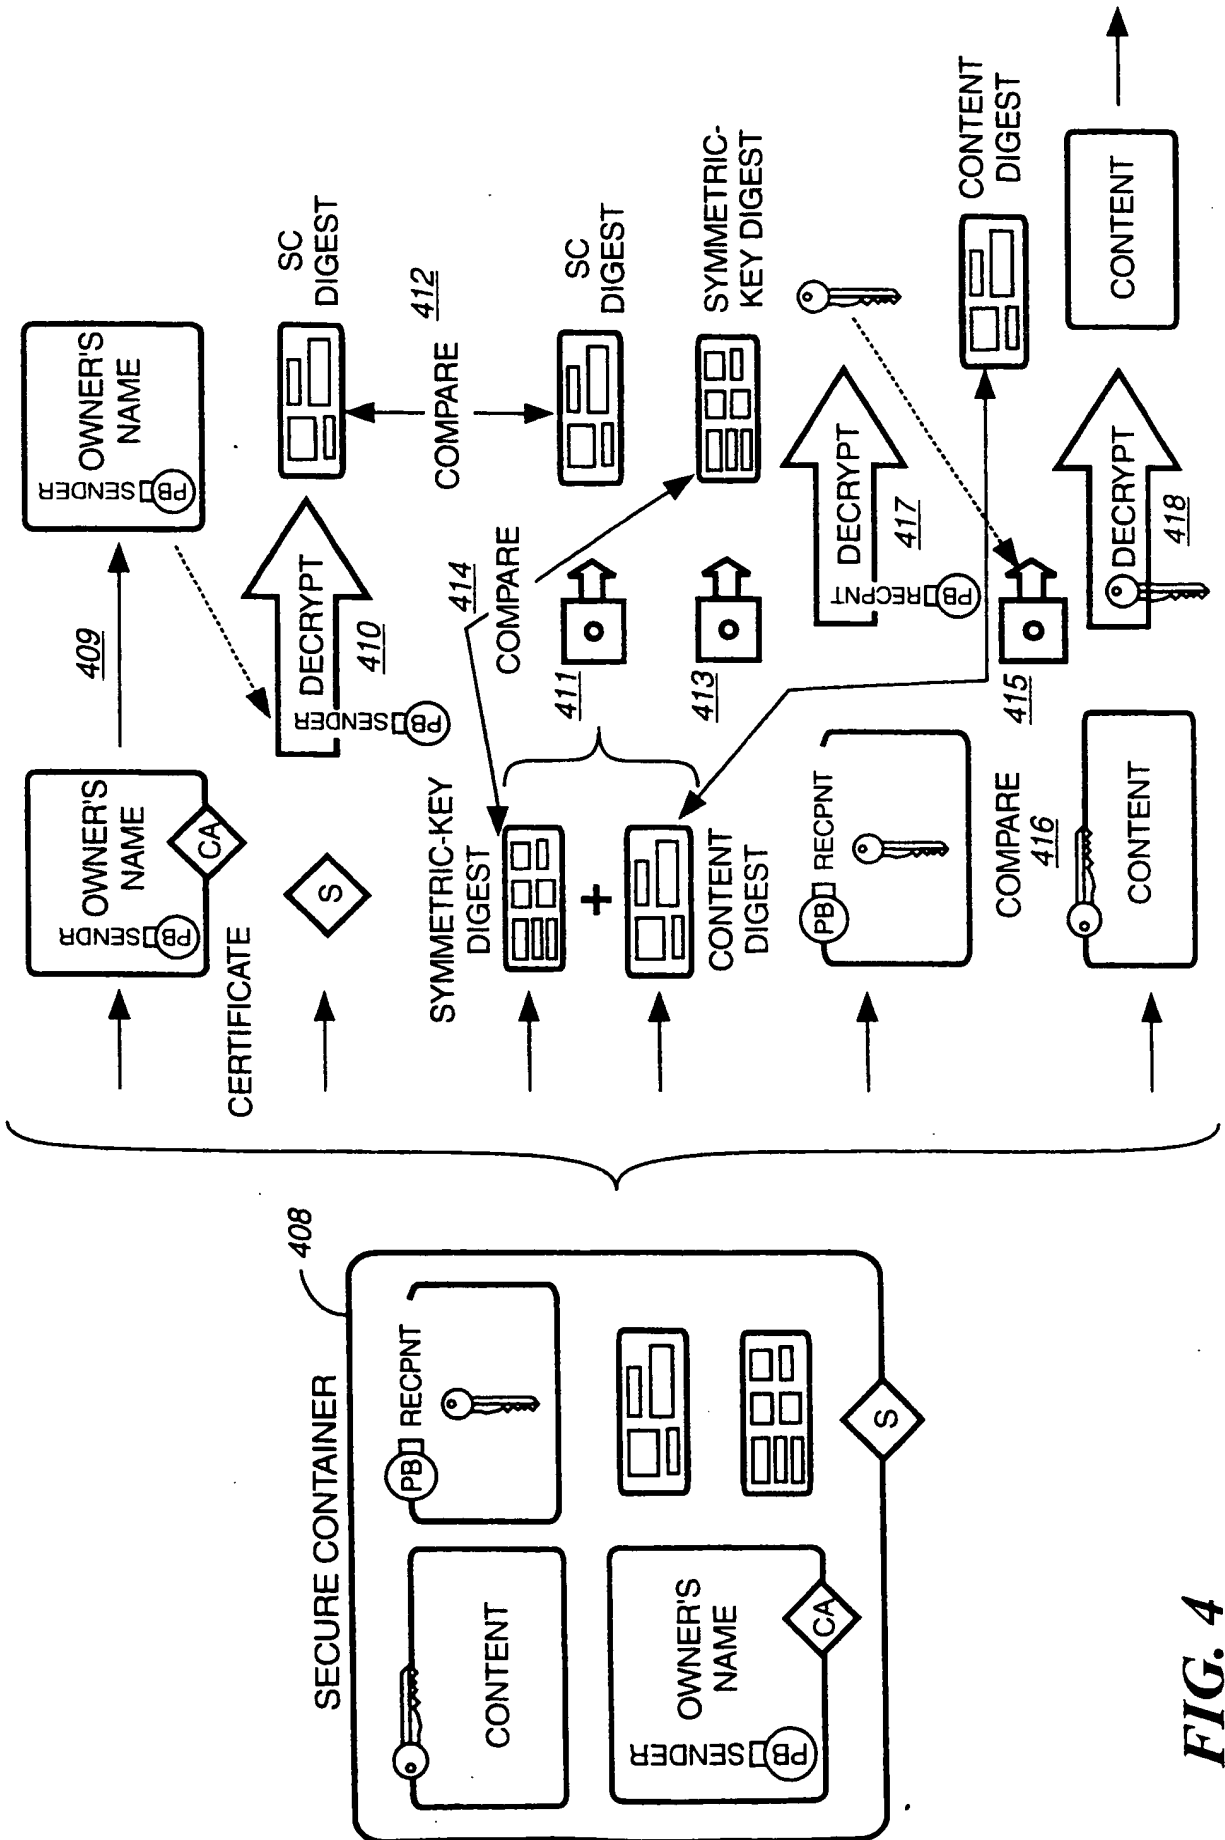 SECURE CONTAINER
408
CONTENT
PB
RECPNT
PB
SENDER
OWNER'S
NAME
CA
S
PB
SENDR
OWNER'S
NAME
CA
CERTIFICATE
409
PB
SENDER
OWNER'S
NAME
S
DECRYPT
410
PB
SENDER
SC
DIGEST
COMPARE
412
SYMMETRIC-KEY
DIGEST
+
CONTENT
DIGEST
414
COMPARE
411
SC
DIGEST
413
SYMMETRIC-
KEY DIGEST
PB
RECPNT
DECRYPT
417
PB
RECPNT
COMPARE
416
415
CONTENT
DIGEST
CONTENT
DECRYPT
418
CONTENT
FIG. 4